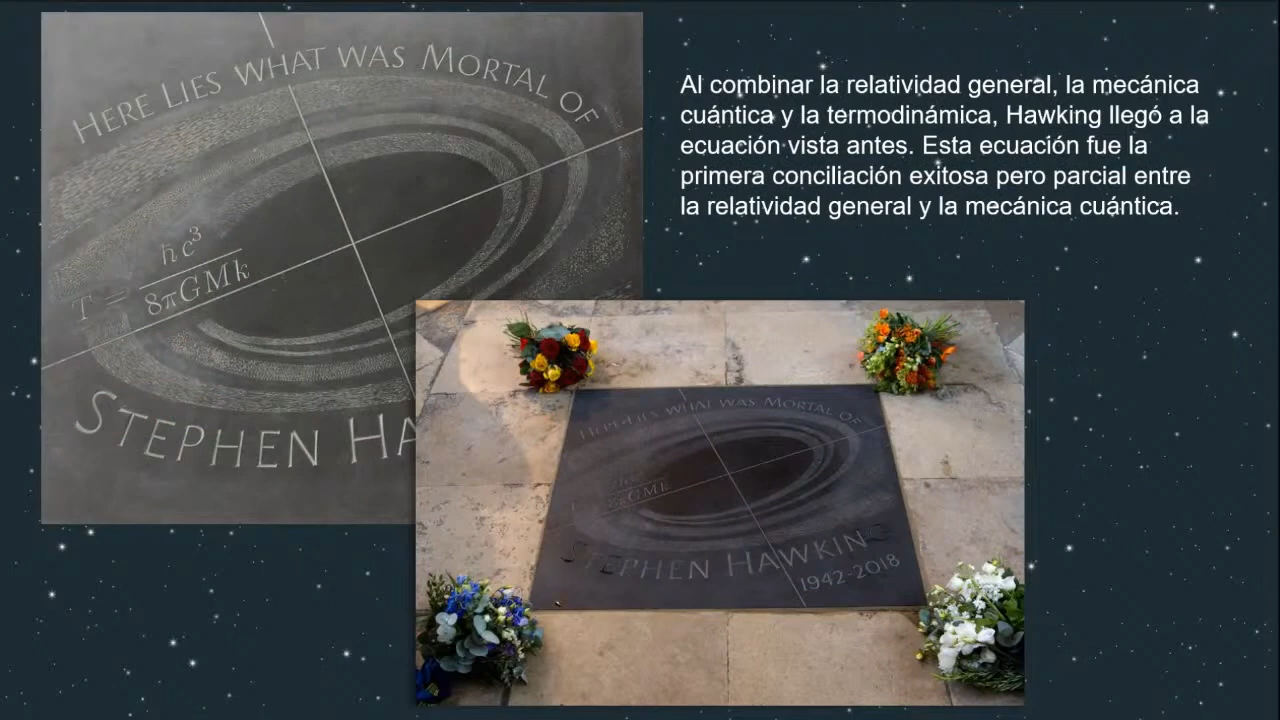 HERE LIES WHAT WAS MORTAL OF
T = ħc³
8πGMk
STEPHEN HA
Al combinar la relatividad general, la mecánica
cuántica y la termodinámica, Hawking llegó a la
ecuación vista antes. Esta ecuación fue la
primera conciliación exitosa pero parcial entre
la relatividad general y la mecánica cuántica.
HERE LIES WHAT WAS MORTAL OF
8πGMk
STEPHEN HAWKING
1942-2018